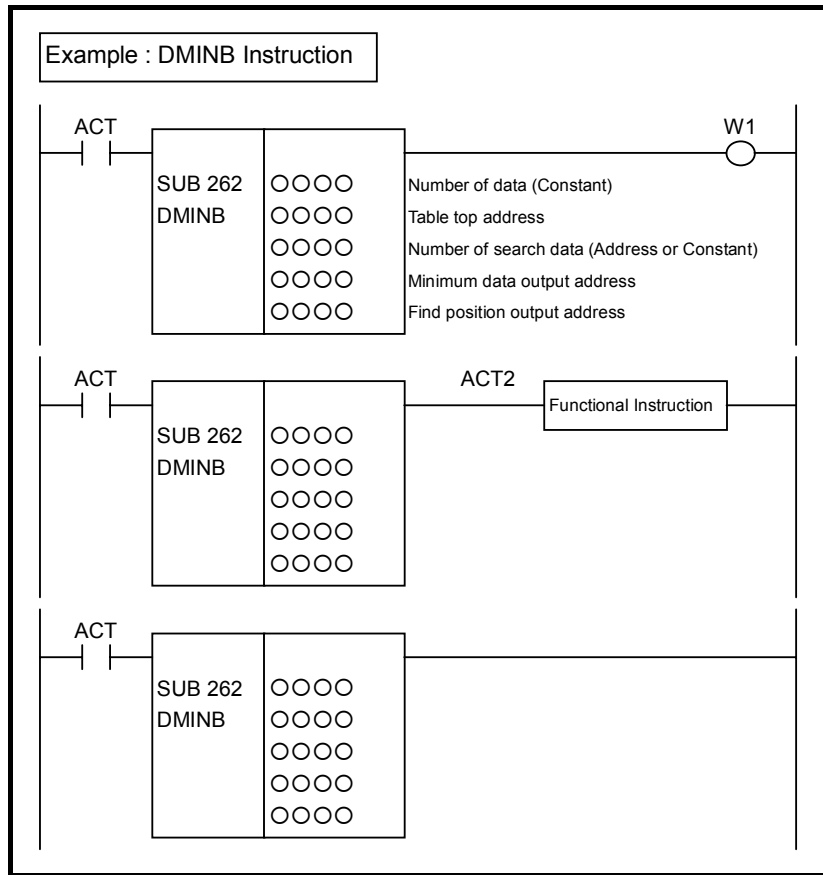 Example : DMINB Instruction
ACT W1
SUB 262 ○○○○ Number of data (Constant)
DMINB ○○○○ Table top address
○○○○ Number of search data (Address or Constant)
○○○○ Minimum data output address
○○○○ Find position output address
ACT ACT2 Functional Instruction
SUB 262 ○○○○
DMINB ○○○○
○○○○
○○○○
○○○○
ACT
SUB 262 ○○○○
DMINB ○○○○
○○○○
○○○○
○○○○